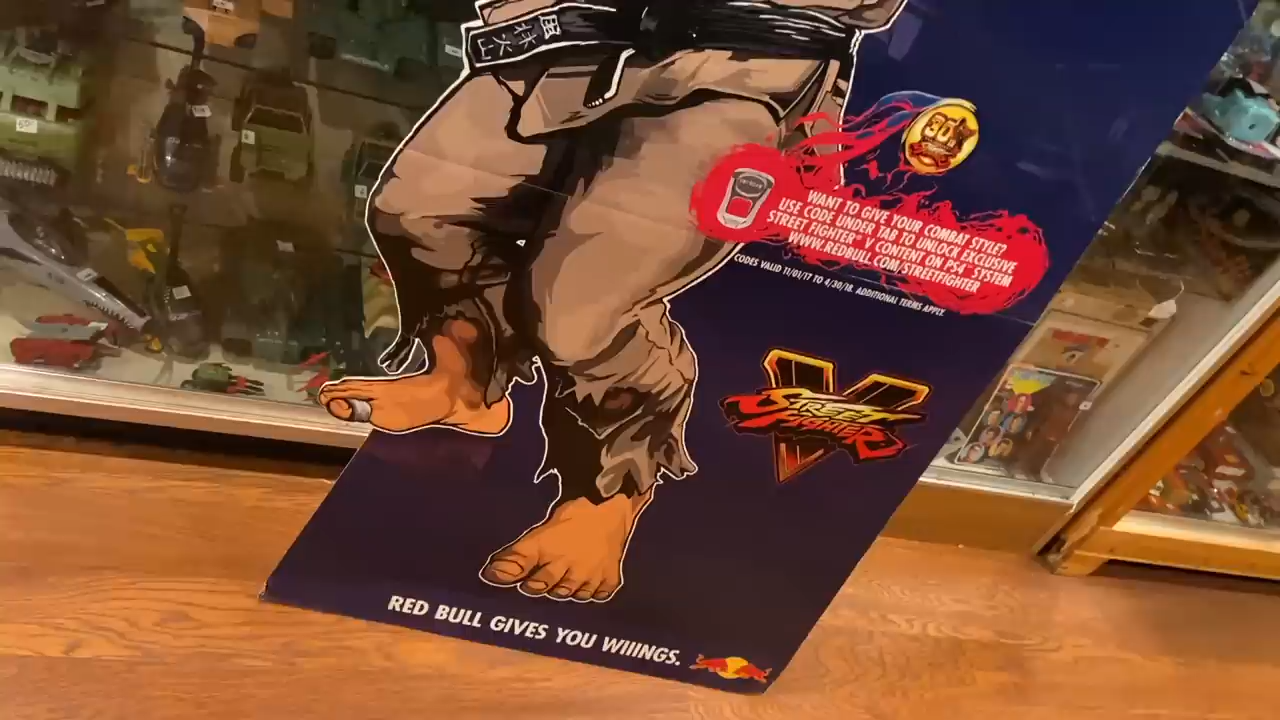 WANT TO GIVE YOUR COMBAT STYLE?
USE CODE UNDER TAB TO UNLOCK EXCLUSIVE
STREET FIGHTER® V CONTENT ON PS4™ SYSTEM
WWW.REDBULL.COM/STREETFIGHTER
CODES VALID 11/01/17 TO 4/30/18. ADDITIONAL TERMS APPLY.
V
STREET
FIGHTER
RED BULL GIVES YOU WIIINGS.